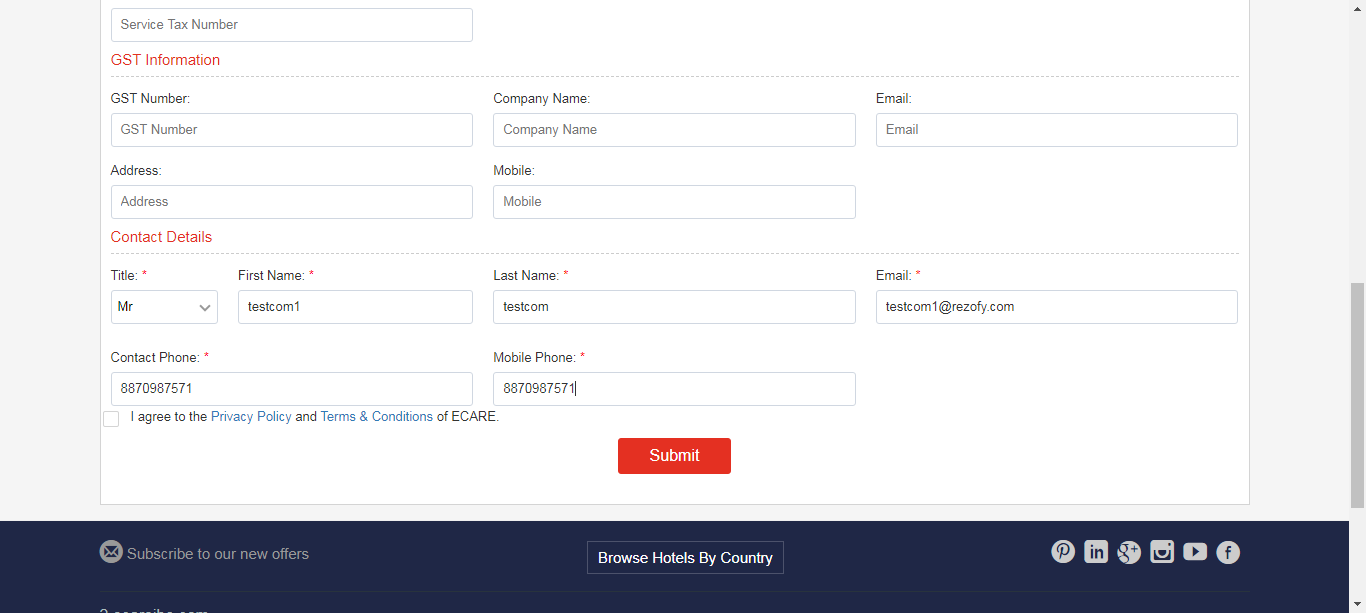 Service Tax Number
GST Information
GST Number: Company Name: Email:
GST Number Company Name Email
Address: Mobile:
Address Mobile
Contact Details
Title: * First Name: * Last Name: * Email: *
Mr testcom1 testcom testcom1@rezofy.com
Contact Phone: * Mobile Phone: *
8870987571 8870987571
I agree to the Privacy Policy and Terms & Conditions of ECARE.
Submit
Subscribe to our new offers Browse Hotels By Country